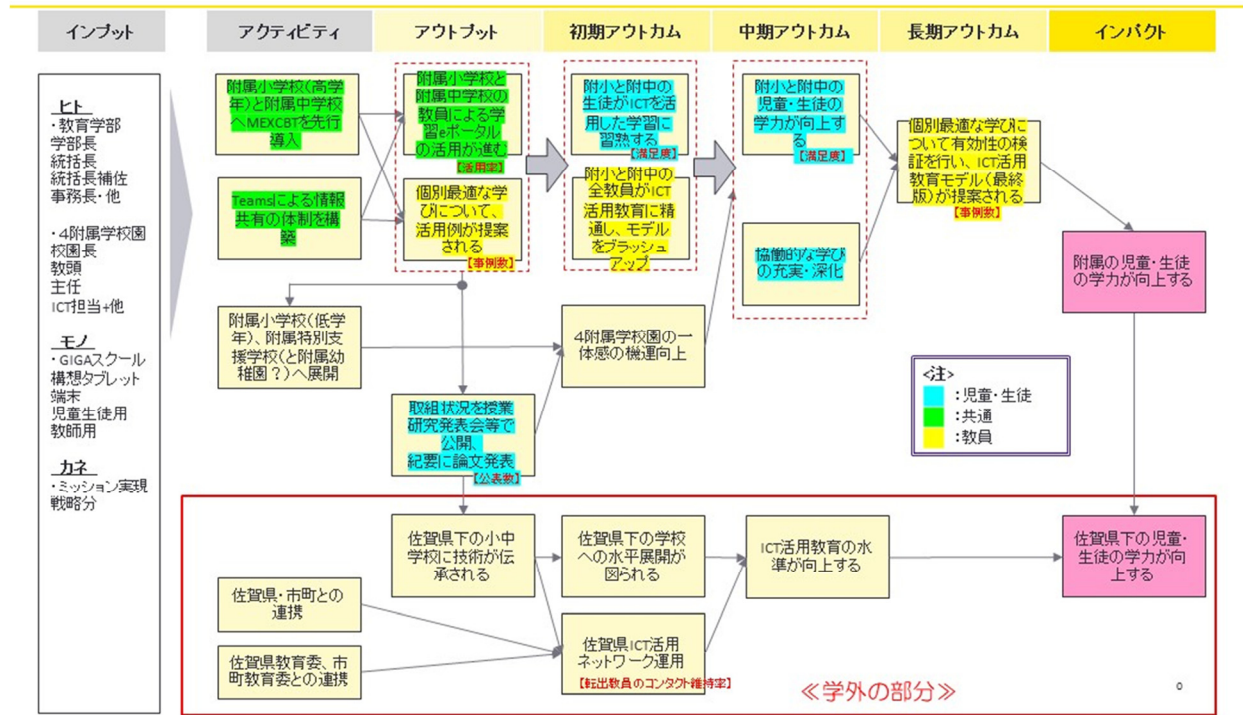 インプット
アクティビティ
アウトプット
初期アウトカム
中期アウトカム
長期アウトカム
インパクト
ヒト
・教育学部
学部長
統括長
統括長補佐
事務長・他
・4附属学校園
校園長
教頭
主任
ICT担当+他
モノ
・GIGAスクール
構想タブレット
端末
児童生徒用
教師用
カネ
・ミッション実現
戦略分
附属小学校(高学
年)と附属中学校
へMEXCBTを先行
導入
Teamsによる情報
共有の体制を構
築
附属小学校(低学
年)、附属特別支
援学校(と附属幼
稚園?)へ展開
附属小学校と
附属中学校の
教員による学
習eポータル
の活用が進む
【活用率】
個別最適な学
びについて、
活用例が提案
される
【事例数】
取組状況を授業
研究発表会等で
公開、
紀要に論文発表
【公表数】
附小と附中の
生徒がICTを活
用した学習に
習熟する
【満足度】
附小と附中の
全教員がICT
活用教育に精
通し、モデル
をブラッシュ
アップ
4附属学校園の一
体感の機運向上
附小と附中の
児童・生徒の
学力が向上す
る
【満足度】
協働的な学び
の充実・深化
個別最適な学びに
ついて有効性の検
証を行い、ICT活用
教育モデル(最終
版)が提案される
【事例数】
附属の児童・生徒
の学力が向上する
<注>
:児童・生徒
:共通
:教員
佐賀県・市町との
連携
佐賀県教育委、市
町教育委との連携
佐賀県下の小中
学校に技術が伝
承される
佐賀県下の学校
への水平展開が
図られる
佐賀県ICT活用
ネットワーク運用
【転出教員のコンタクト維持率】
ICT活用教育の水
準が向上する
佐賀県下の児童・
生徒の学力が向
上する
≪学外の部分≫
0